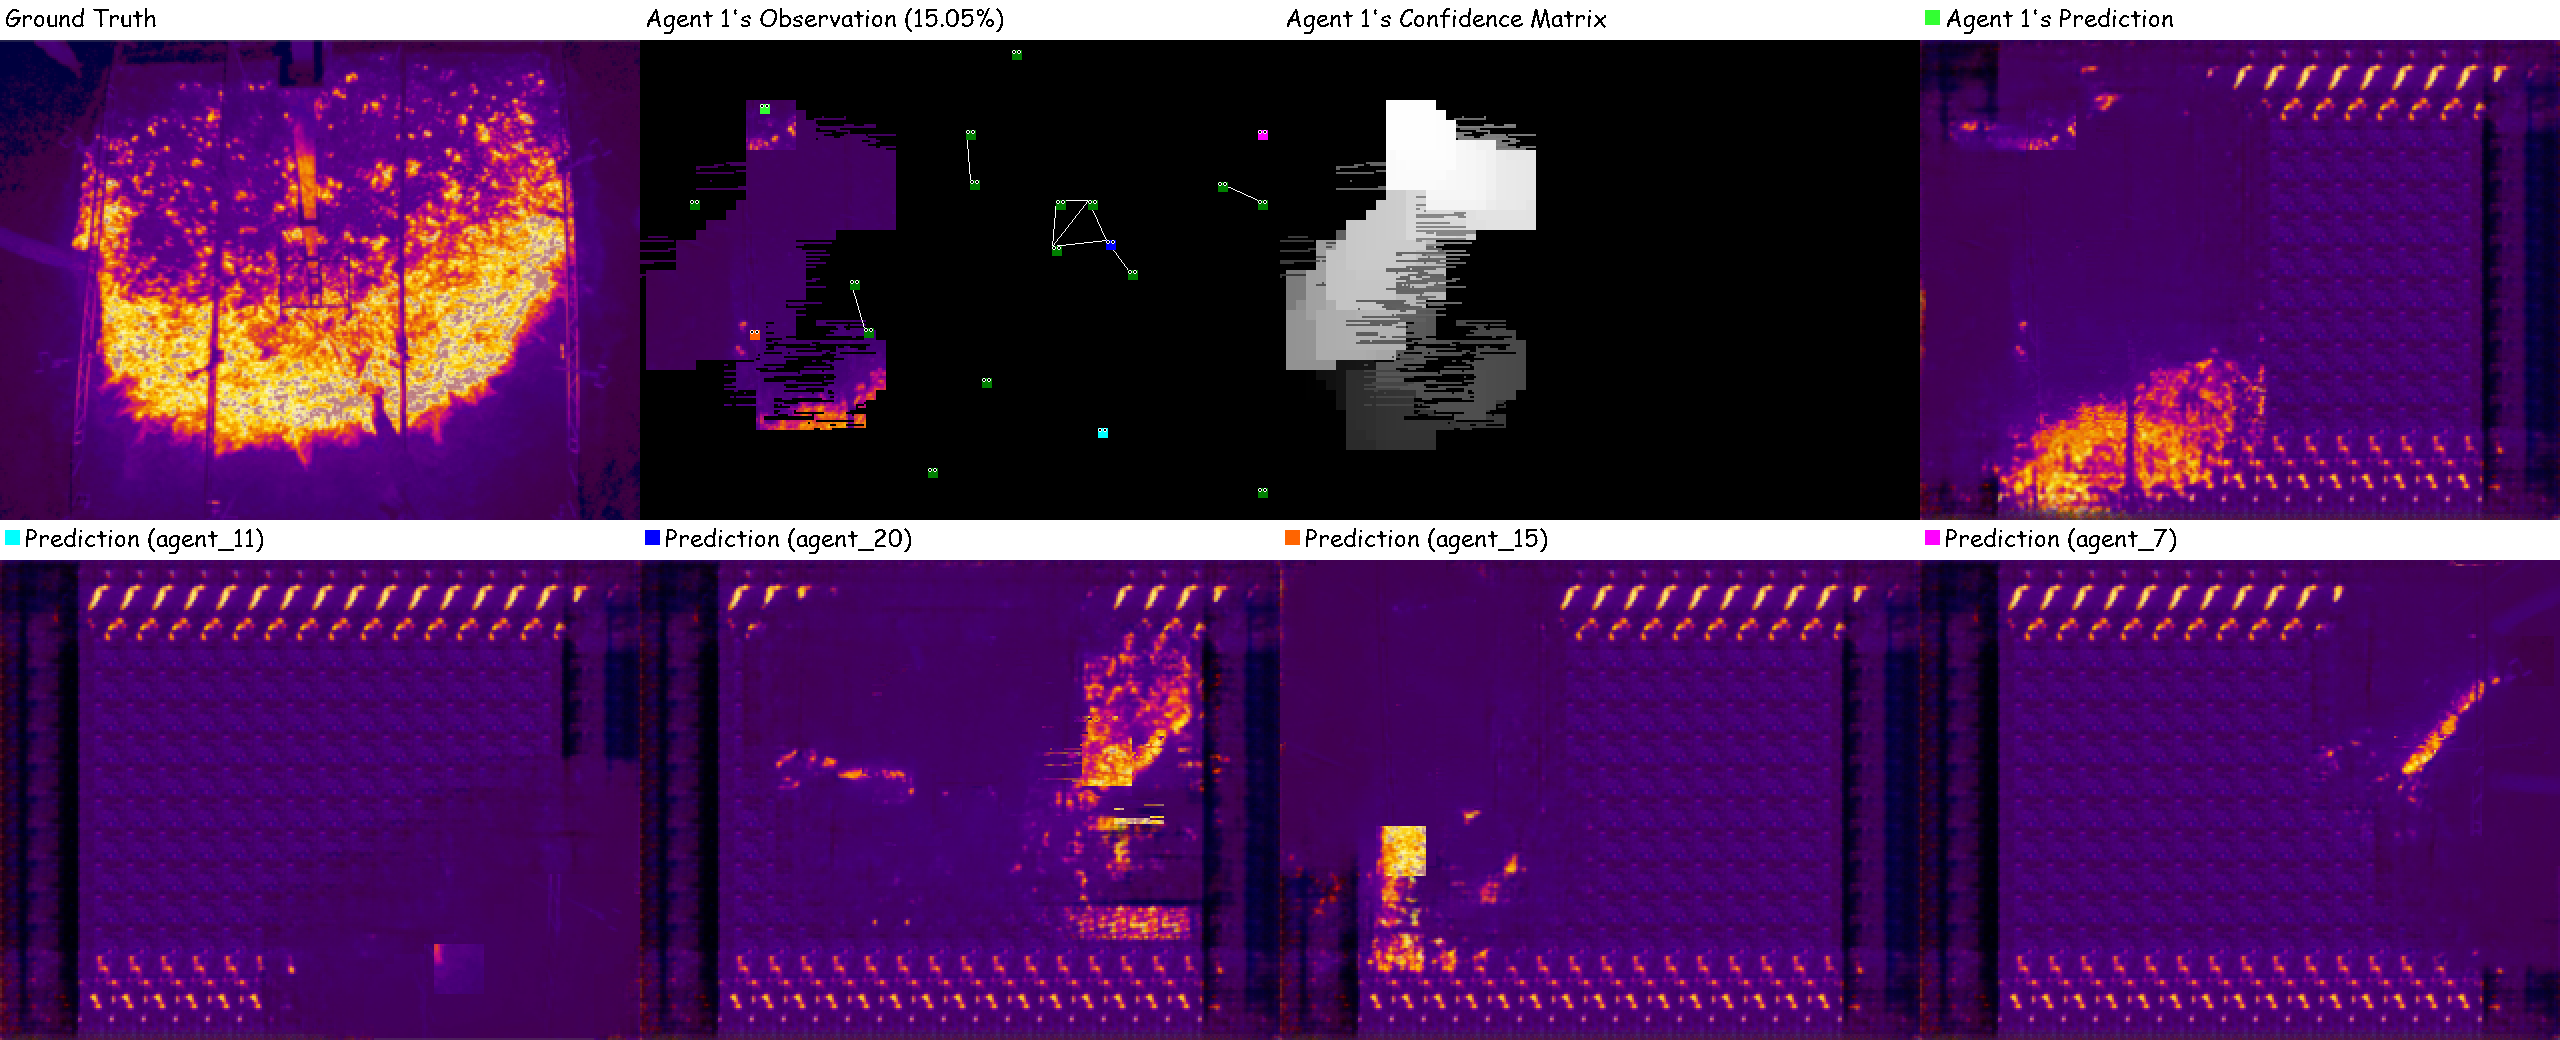 Ground Truth
Agent 1's Observation (15.05%)
Agent 1's Confidence Matrix
Agent 1's Prediction
Prediction (agent_11)
Prediction (agent_20)
Prediction (agent_15)
Prediction (agent_7)